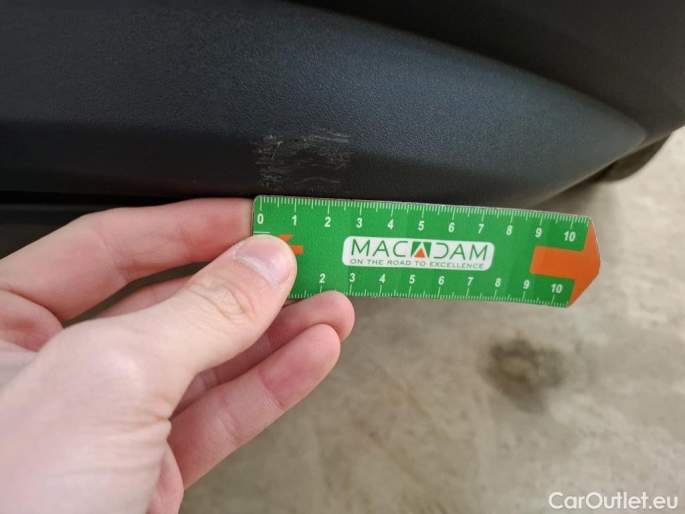 0 1 2 3 4 5 6 7 8 9 10
MACADAM
ON THE ROAD TO EXCELLENCE
2 3 4 5 6 7 8 9 10
CarOutlet.eu